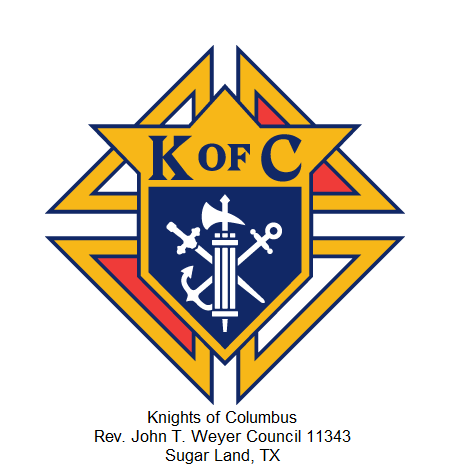 K OF C
Knights of Columbus
Rev. John T. Weyer Council 11343
Sugar Land, TX